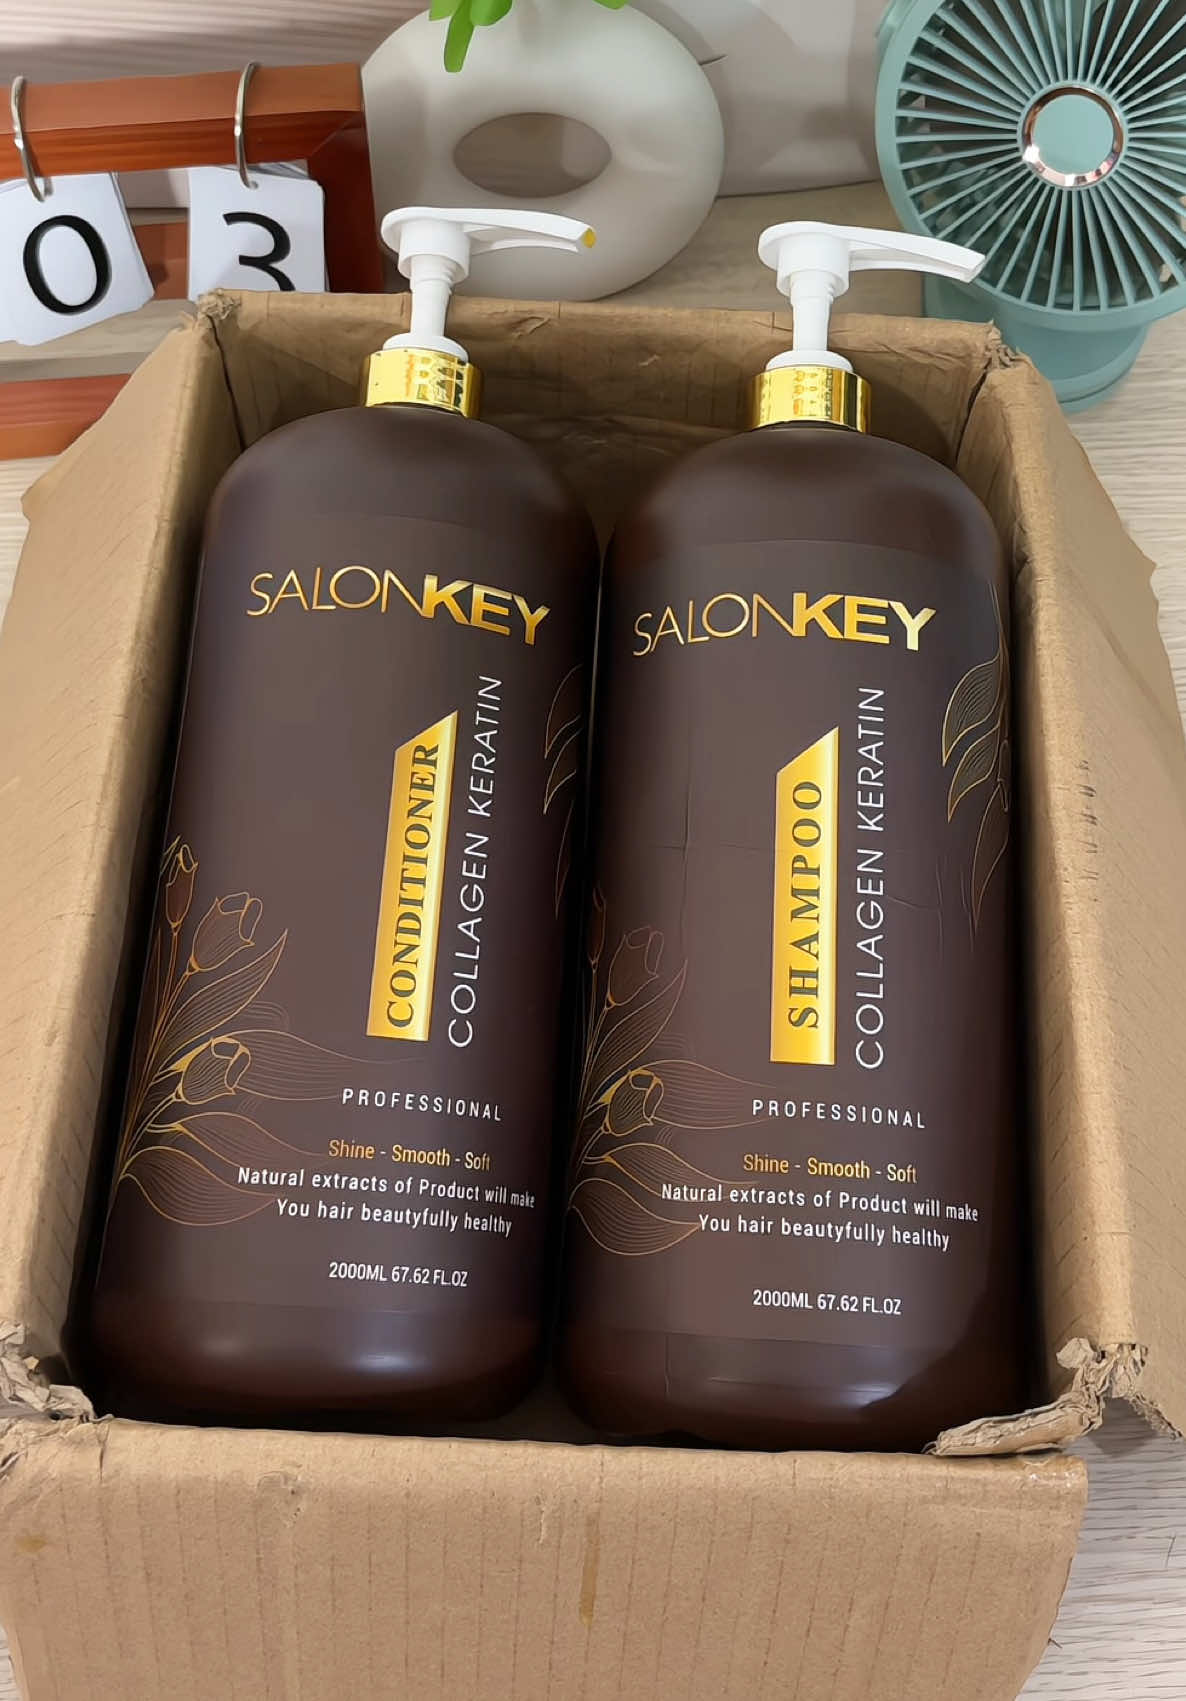 03
SALONKEY
CONDITIONER
COLLAGEN KERATIN
PROFESSIONAL
Shine - Smooth - Soft
Natural extracts of Product will make
You hair beautyfully healthy
2000ML 67.62 FL.OZ
SALONKEY
SHAMPOO
COLLAGEN KERATIN
PROFESSIONAL
Shine - Smooth - Soft
Natural extracts of Product will make
You hair beautyfully healthy
2000ML 67.62 FL.OZ